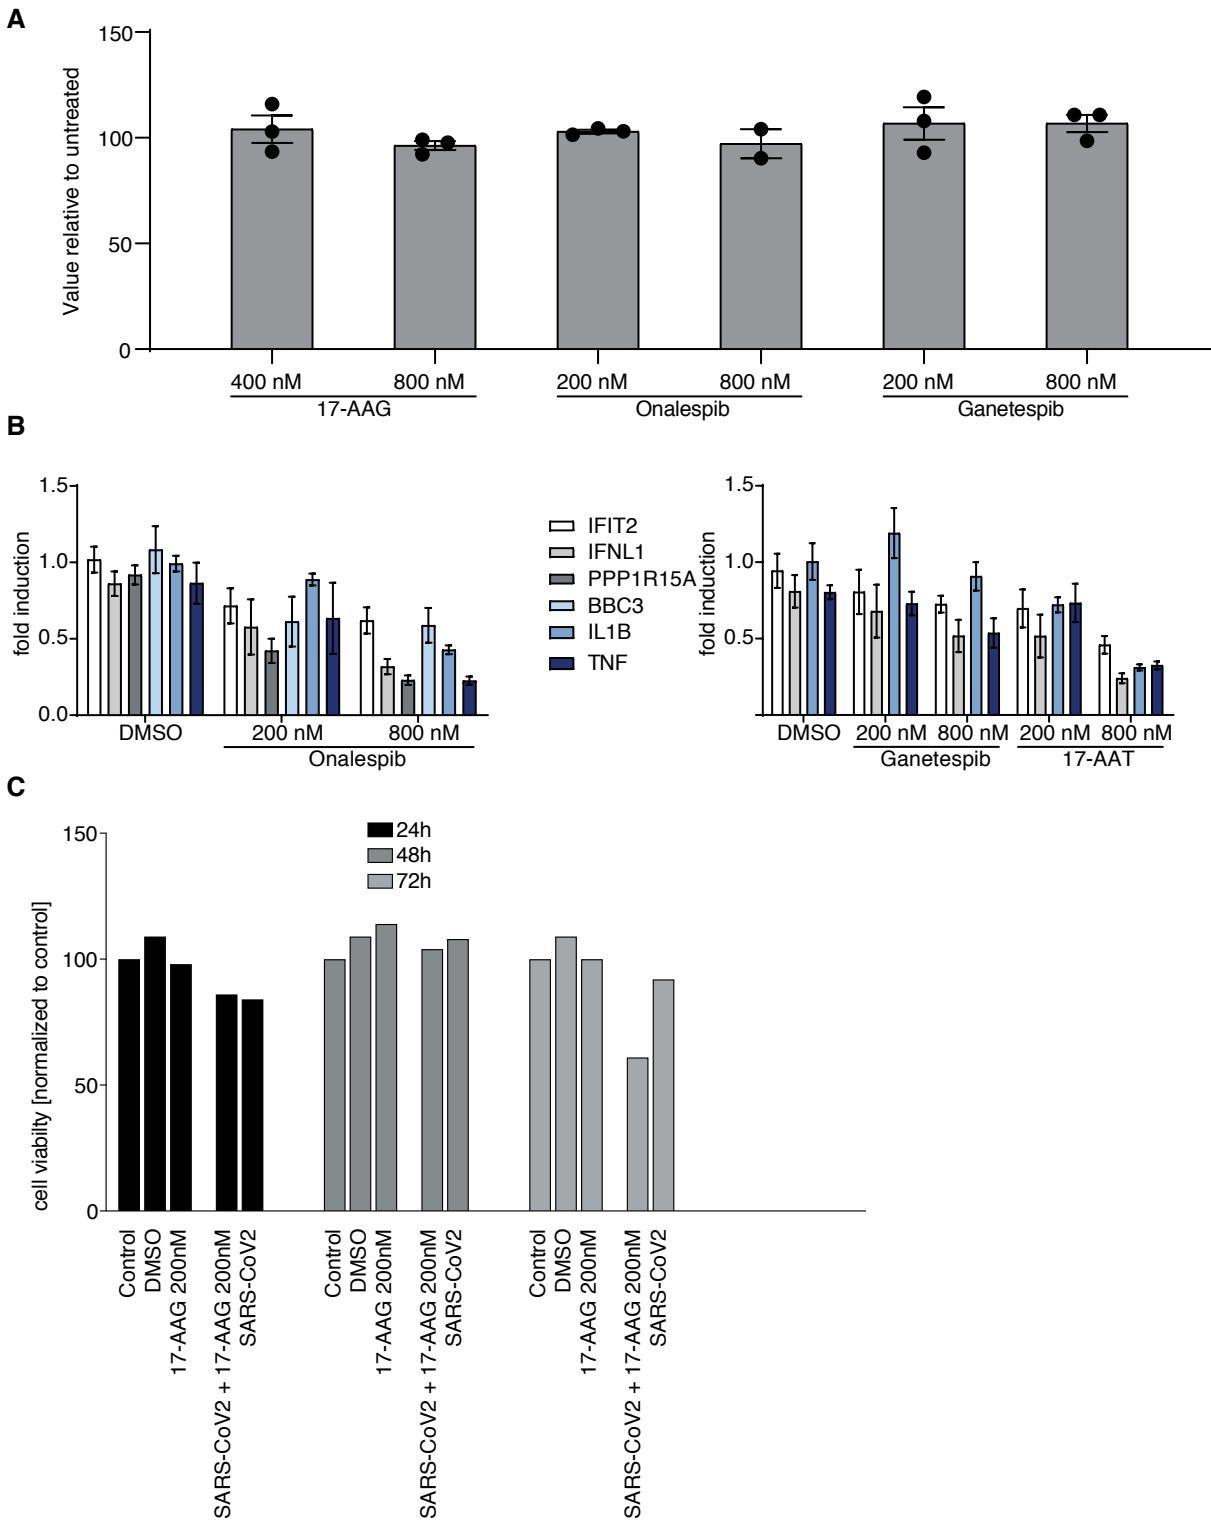 A
Value relative to untreated
150
100
50
0
400 nM 800 nM 200 nM 800 nM 200 nM 800 nM
17-AAG Onalespib Ganetespib
B
fold induction
1.5
1.0
0.5
0.0
DMSO 200 nM 800 nM
Onalespib
IFIT2
IFNL1
PPP1R15A
BBC3
IL1B
TNF
fold induction
1.5
1.0
0.5
DMSO 200 nM 800 nM 200 nM 800 nM
Ganetespib 17-AAT
C
cell viabilty [normalized to control]
150
100
50
0
24h
48h
72h
Control
DMSO
17-AAG 200nM
SARS-CoV2 + 17-AAG 200nM
SARS-CoV2
Control
DMSO
17-AAG 200nM
SARS-CoV2 + 17-AAG 200nM
SARS-CoV2
Control
DMSO
17-AAG 200nM
SARS-CoV2 + 17-AAG 200nM
SARS-CoV2